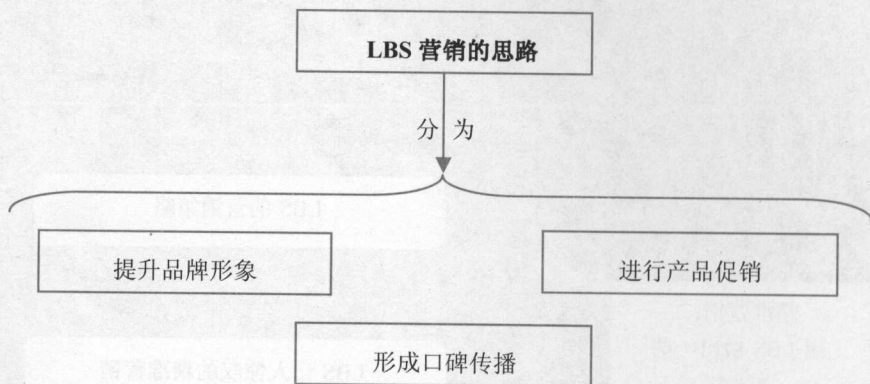 LBS 营销的思路
分为
提升品牌形象
进行产品促销
形成口碑传播